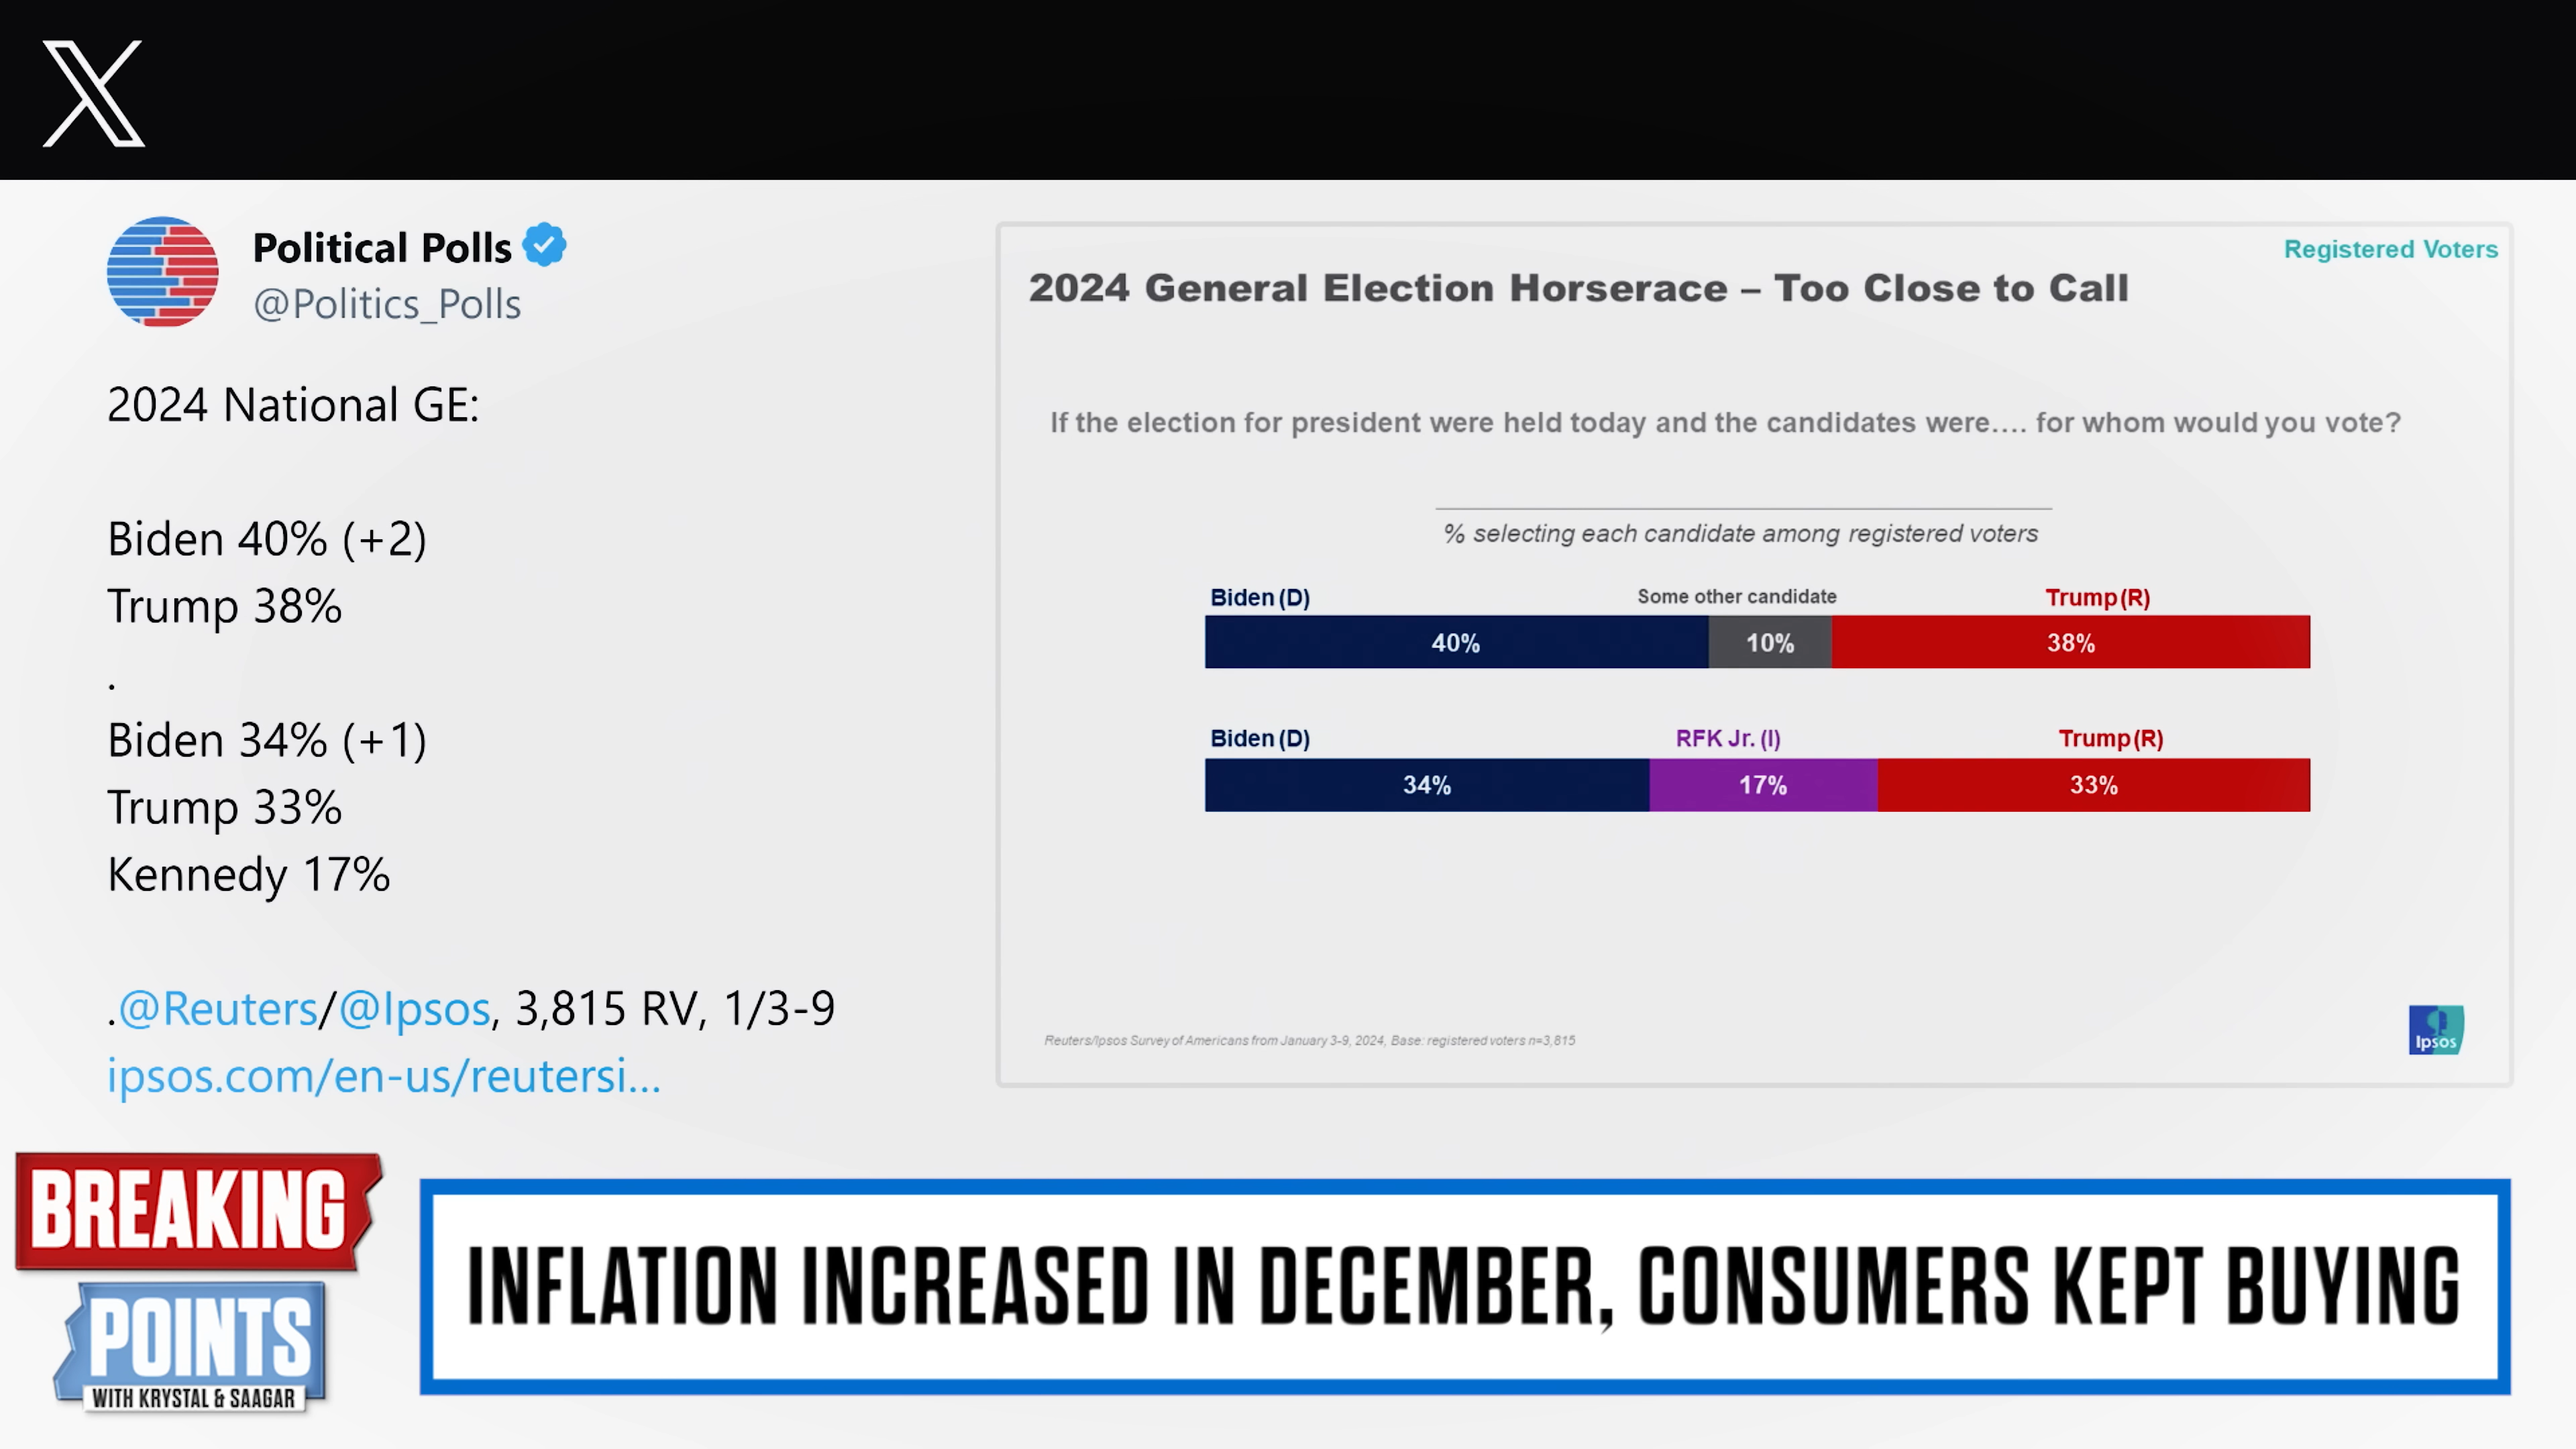 Political Polls
@Politics_Polls
2024 National GE:
Biden 40% (+2)
Trump 38%
.
Biden 34% (+1)
Trump 33%
Kennedy 17%
.@Reuters/@Ipsos, 3,815 RV, 1/3-9
ipsos.com/en-us/reutersi...
Registered Voters
2024 General Election Horserace – Too Close to Call
If the election for president were held today and the candidates were.... for whom would you vote?
% selecting each candidate among registered voters
Biden (D) Some other candidate Trump (R)
40% 10% 38%
Biden (D) RFK Jr. (I) Trump (R)
34% 17% 33%
Reuters/Ipsos Survey of Americans from January 3-9, 2024, Base: registered voters n=3,815
Ipsos
BREAKING
POINTS
WITH KRYSTAL & SAAGAR
INFLATION INCREASED IN DECEMBER, CONSUMERS KEPT BUYING